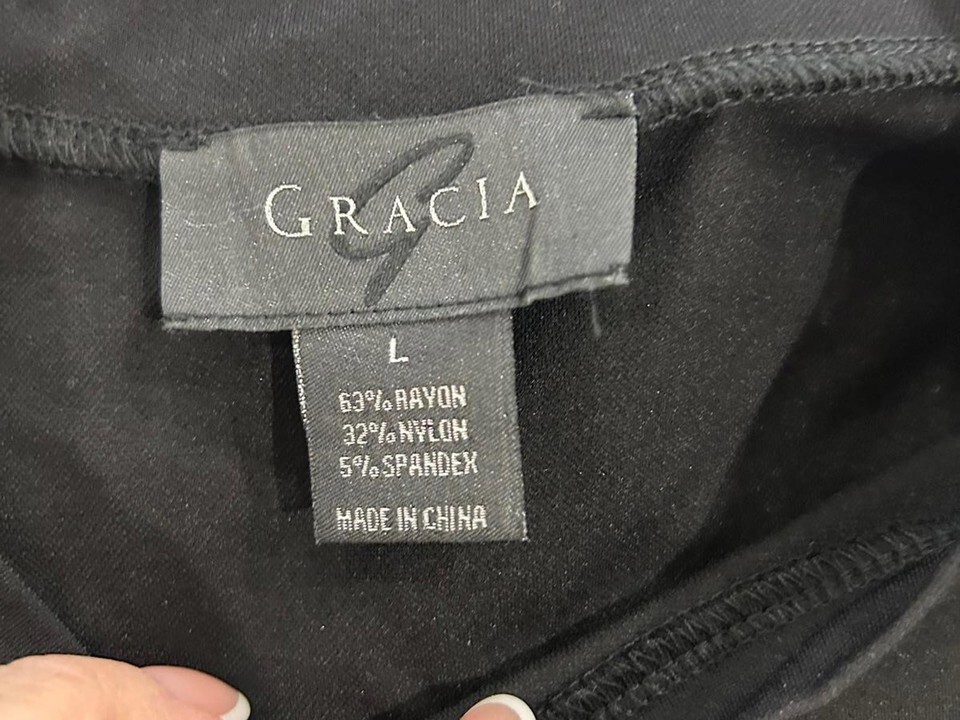 GRACIA
L
63% RAYON
32% NYLON
5% SPANDEX
MADE IN CHINA